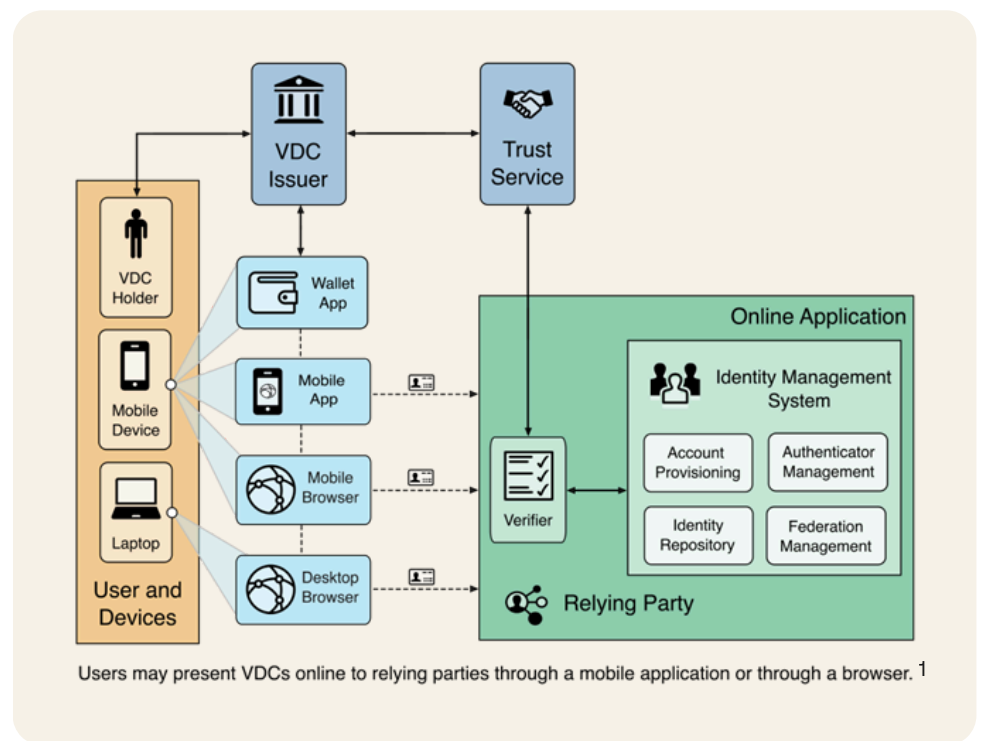 VDC
Issuer
Trust
Service
VDC
Holder
Wallet
App
Mobile
Device
Mobile
App
Mobile
Browser
Laptop
Desktop
Browser
User and
Devices
Online Application
Identity Management
System
Account
Provisioning
Authenticator
Management
Identity
Repository
Federation
Management
Verifier
Relying Party
Users may present VDCs online to relying parties through a mobile application or through a browser. 1